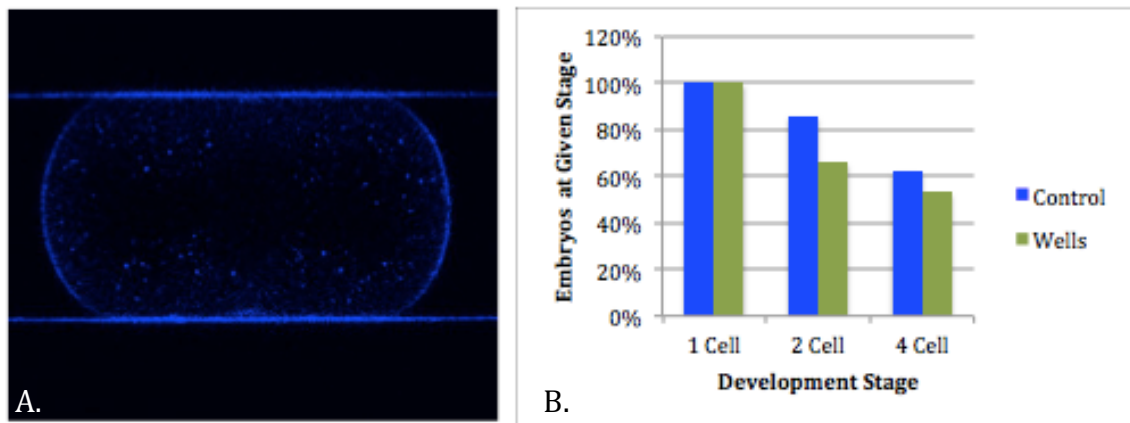 A.
Embryos at Given Stage
120%
100%
80%
60%
40%
20%
0%
1 Cell
2 Cell
4 Cell
Development Stage
Control
Wells
B.